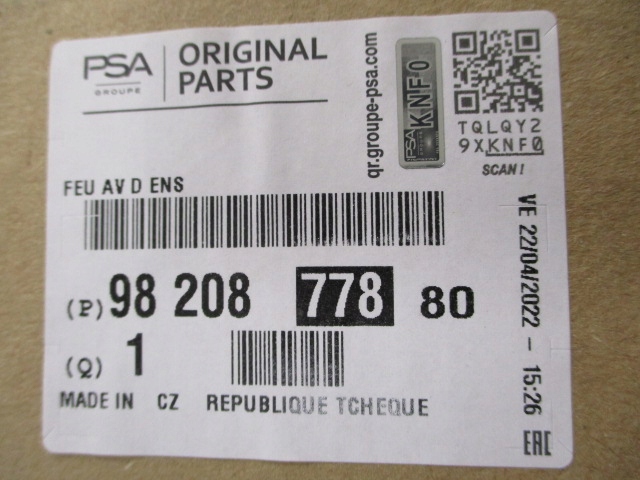 PSA
GROUPE
ORIGINAL
PARTS
qr.groupe-psa.com
PSA
KNF0
TQLQY2
9XKNF0
SCAN!
FEU AV D ENS
(P) 98 208 778 80
(Q) 1
MADE IN CZ REPUBLIQUE TCHEQUE
VE 22/04/2022 - 15:26
EAC